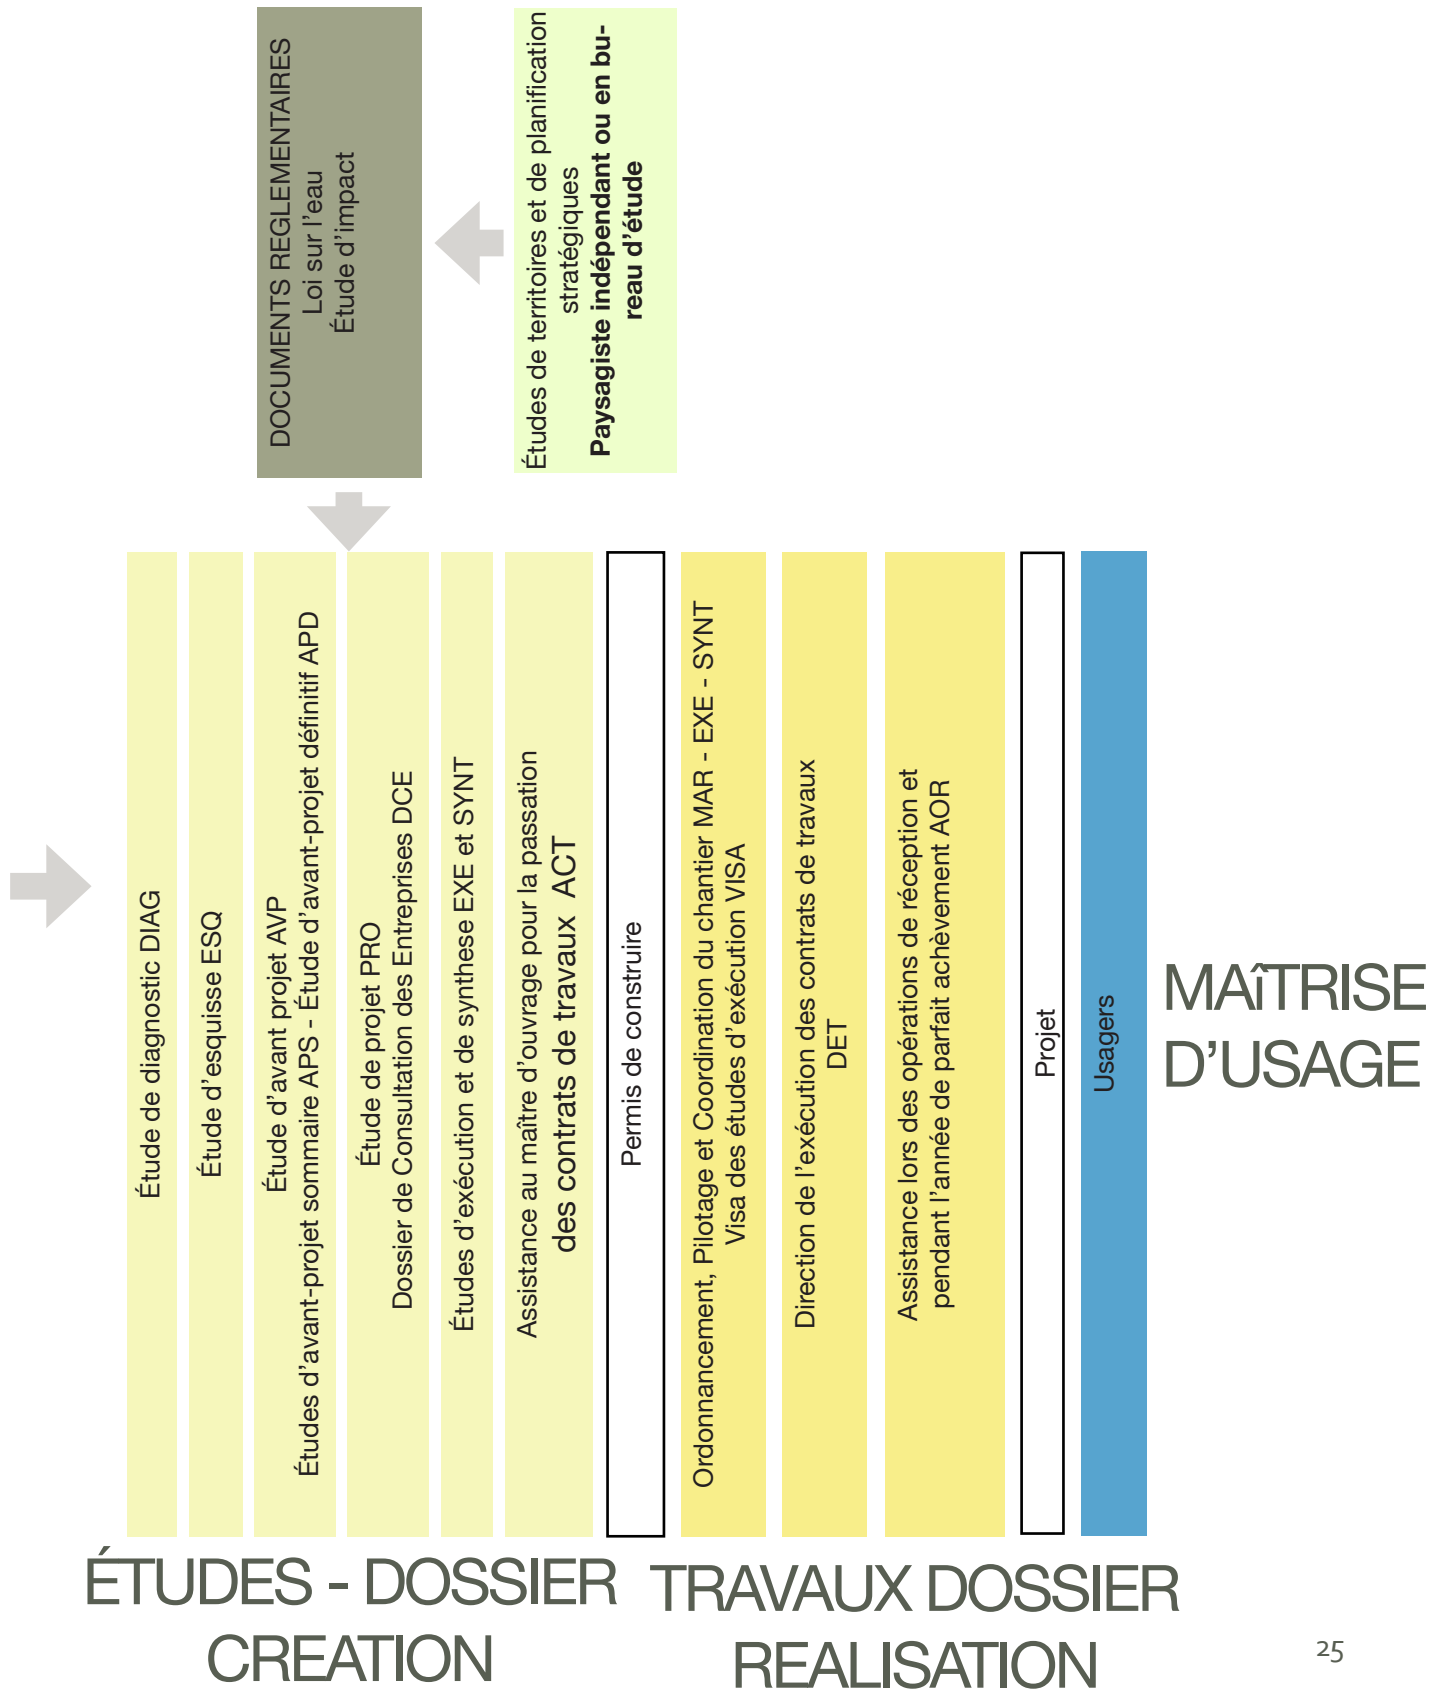 DOCUMENTS REGLEMENTAIRES
Loi sur l’eau
Étude d’impact
Études de territoires et de planification
stratégiques
Paysagiste indépendant ou en bu-
reau d’étude
Étude de diagnostic DIAG
Étude d’esquisse ESQ
Étude d’avant projet AVP
Études d’avant-projet sommaire APS - Étude d’avant-projet définitif APD
Étude de projet PRO
Dossier de Consultation des Entreprises DCE
Études d’exécution et de synthese EXE et SYNT
Assistance au maître d’ouvrage pour la passation
des contrats de travaux ACT
Permis de construire
Ordonnancement, Pilotage et Coordination du chantier MAR - EXE - SYNT
Visa des études d’exécution VISA
Direction de l’exécution des contrats de travaux
DET
Assistance lors des opérations de réception et
pendant l’année de parfait achèvement AOR
Projet
Usagers
MAîTRISE
D’USAGE
ÉTUDES - DOSSIER
CREATION
TRAVAUX DOSSIER
REALISATION
25